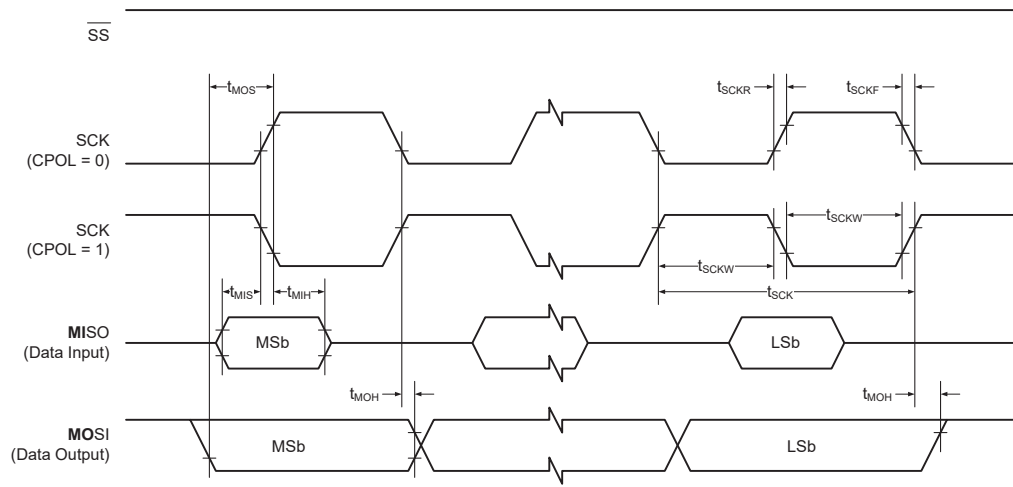 SS
tMOS
tSCKR
tSCKF
SCK
(CPOL = 0)
SCK
(CPOL = 1)
tSCKW
tSCKW
tMIS
tMIH
tSCK
MISO
(Data Input)
MSb
LSb
tMOH
tMOH
MOSI
(Data Output)
MSb
LSb